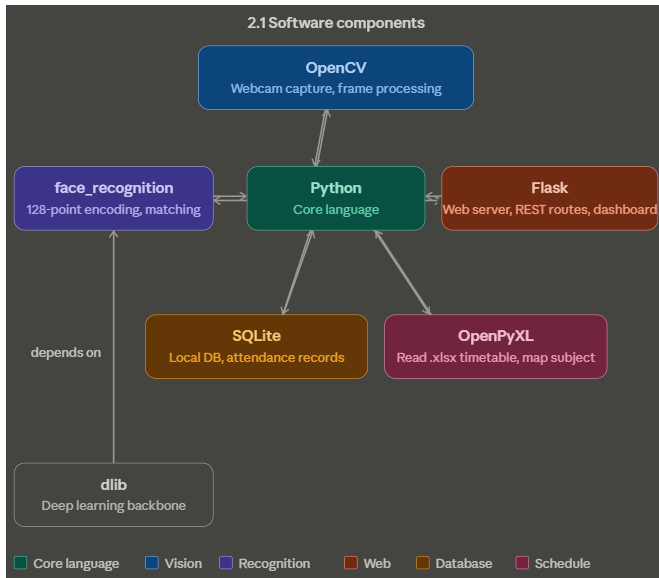 2.1 Software components
OpenCV
Webcam capture, frame processing
face_recognition
128-point encoding, matching
Python
Core language
Flask
Web server, REST routes, dashboard
SQLite
Local DB, attendance records
OpenPyXL
Read .xlsx timetable, map subject
depends on
dlib
Deep learning backbone
Core language
Vision
Recognition
Web
Database
Schedule